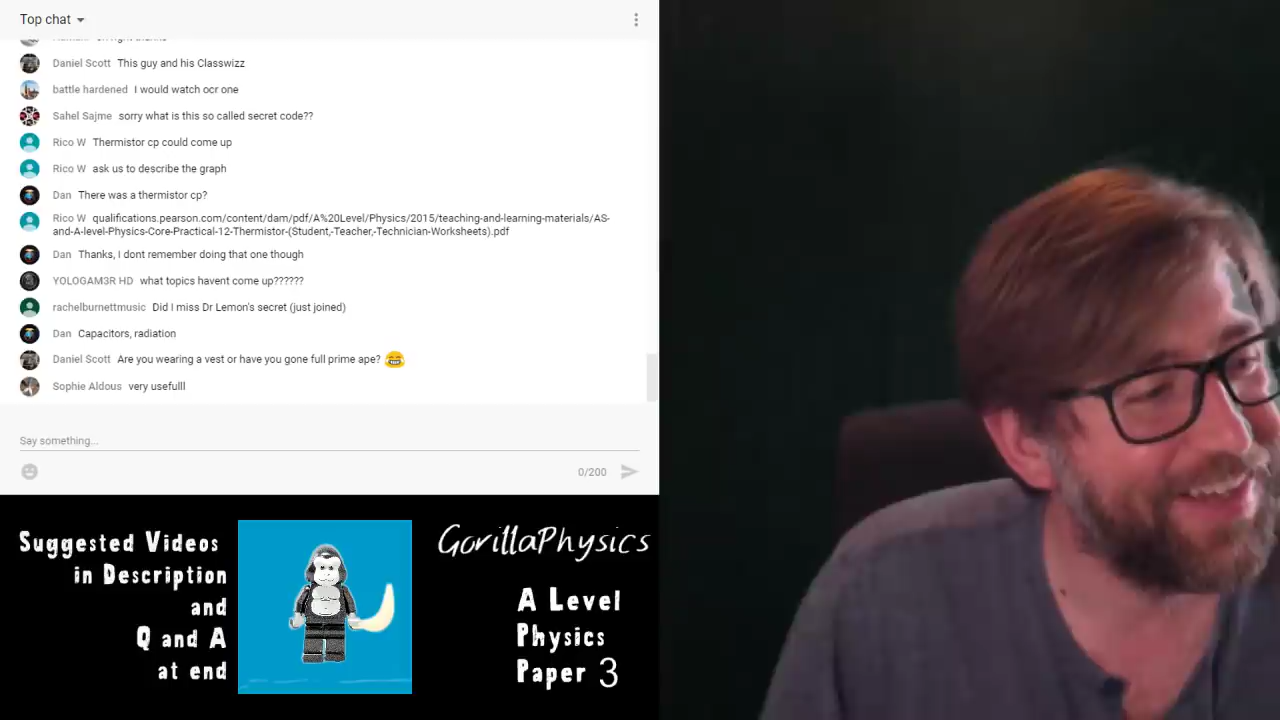 Top chat
Daniel Scott This guy and his Classwizz
battle hardened I would watch ocr one
Sahel Sajme sorry what is this so called secret code??
Rico W Thermistor cp could come up
Rico W ask us to describe the graph
Dan There was a thermistor cp?
Rico W qualifications.pearson.com/content/dam/pdf/A%20Level/Physics/2015/teaching-and-learning-materials/AS-
and-A-level-Physics-Core-Practical-12-Thermistor-(Student,-Teacher,-Technician-Worksheets).pdf
Dan Thanks, I dont remember doing that one though
YOLOGAM3R HD what topics havent come up??????
rachelburnettmusic Did I miss Dr Lemon's secret (just joined)
Dan Capacitors, radiation
Daniel Scott Are you wearing a vest or have you gone full prime ape? 😂
Sophie Aldous very usefulll
Say something...
0/200
Suggested Videos
in Description
and
Q and A
at end
GorillaPhysics
A Level
Physics
Paper 3